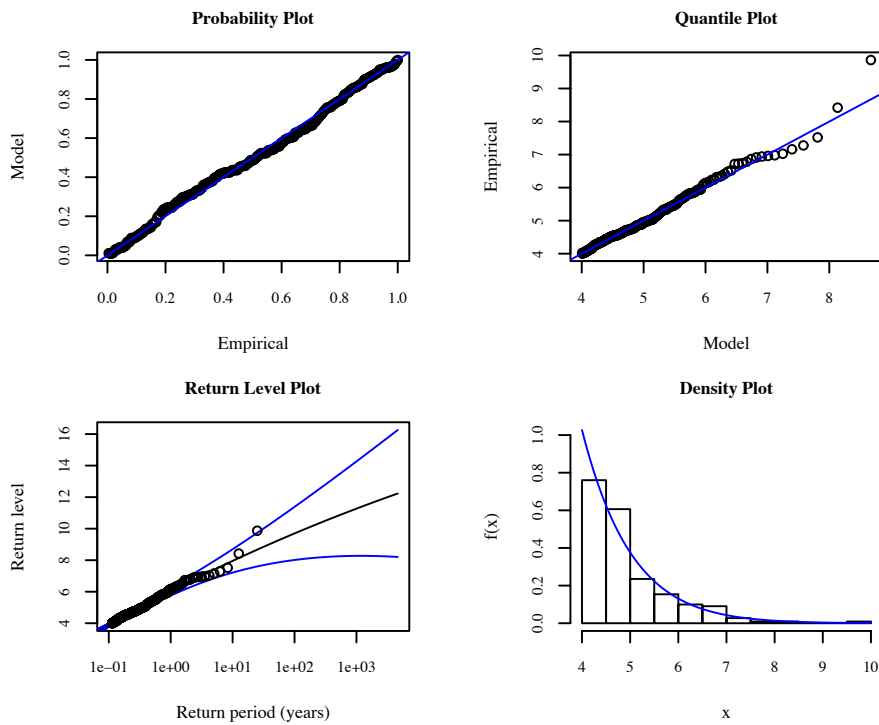 Probability Plot
Model
0.0 0.2 0.4 0.6 0.8 1.0
0.0 0.2 0.4 0.6 0.8 1.0
Empirical
Quantile Plot
Empirical
4 5 6 7 8 9 10
4 5 6 7 8
Model
Return Level Plot
Return level
4 6 8 10 12 14 16
1e−01 1e+00 1e+01 1e+02 1e+03
Return period (years)
Density Plot
f(x)
0.0 0.2 0.4 0.6 0.8 1.0
4 5 6 7 8 9 10
x